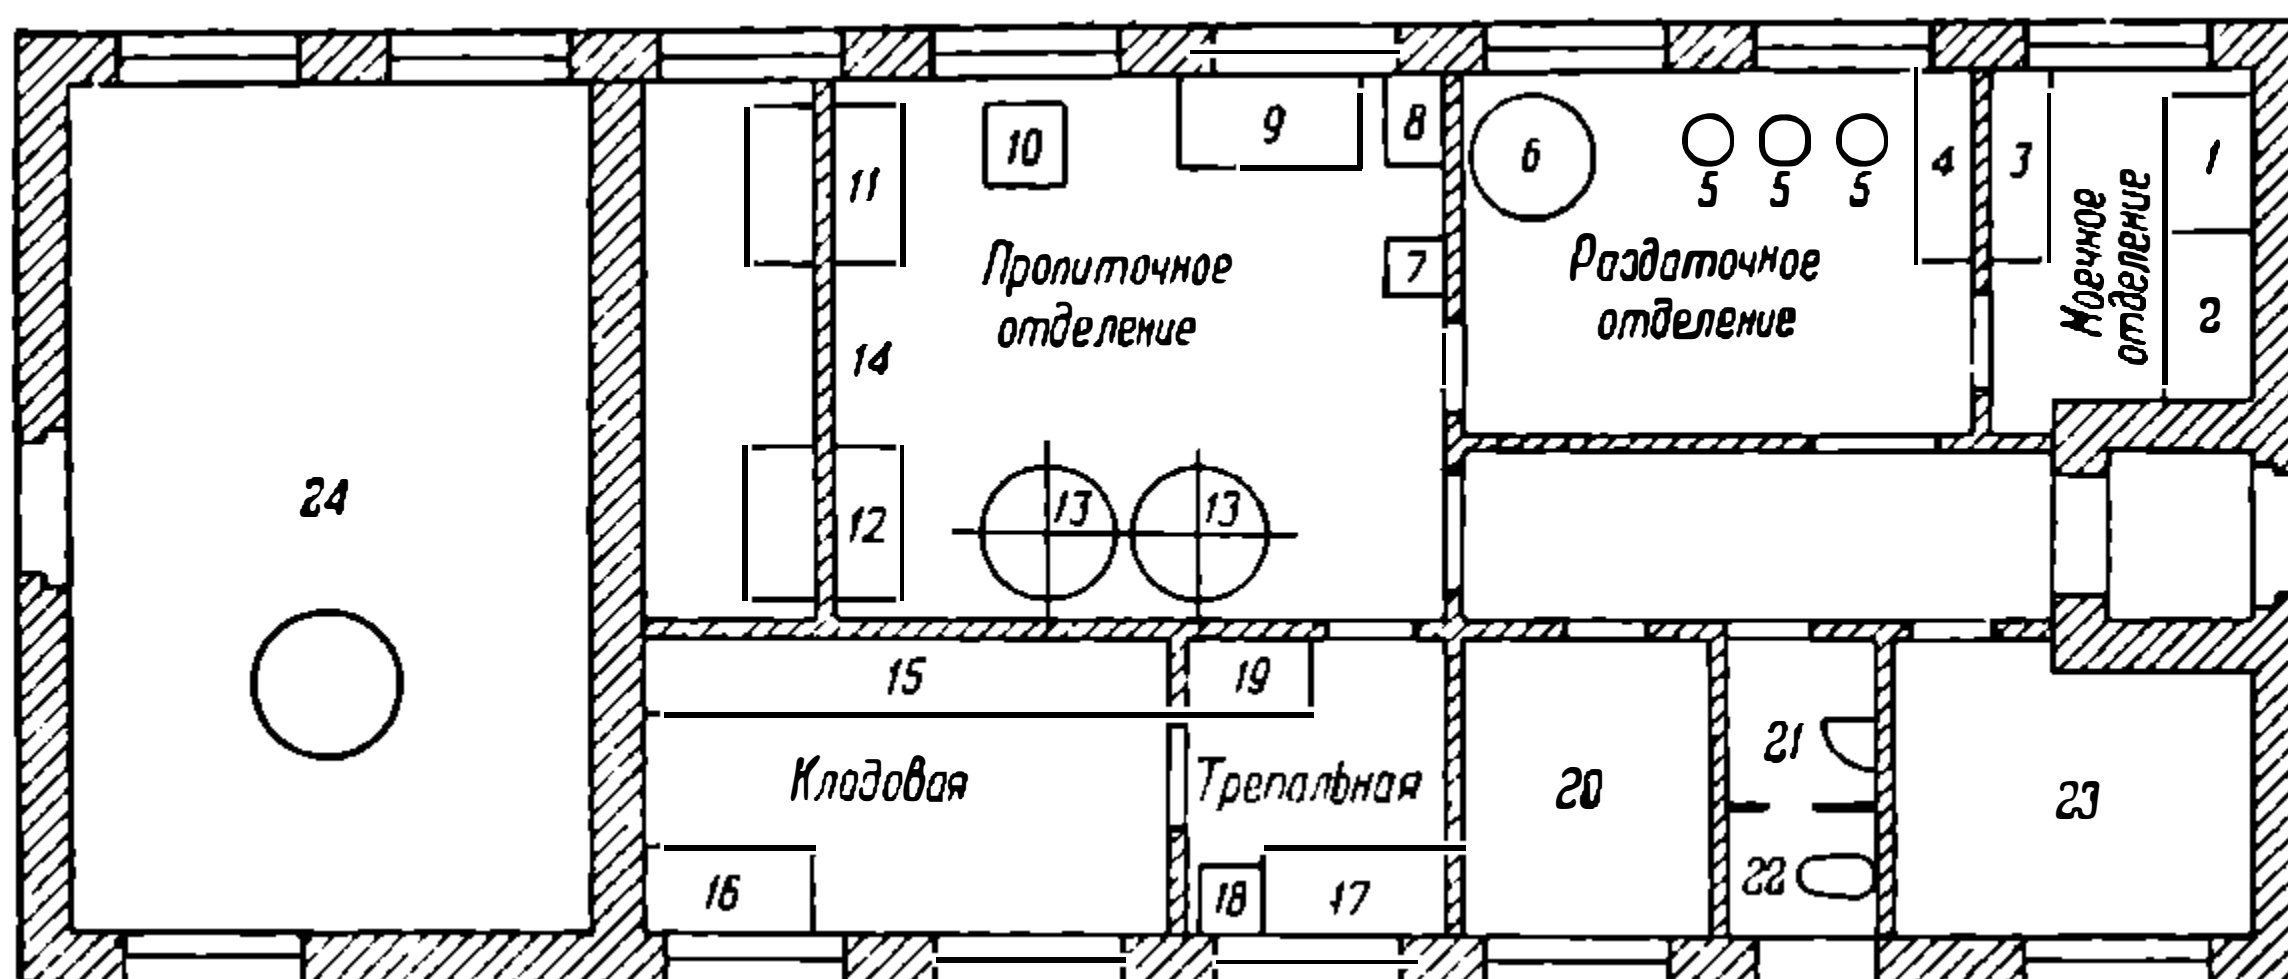 10
9
8
6
5 5 5
4
3
1
11
7
2
Пропиточное
отделение
Раздаточное
отделение
Моечное
отделение
14
24
12
13
13
15
19
Кладовая
Трепальная
20
21
22
23
16
18
17